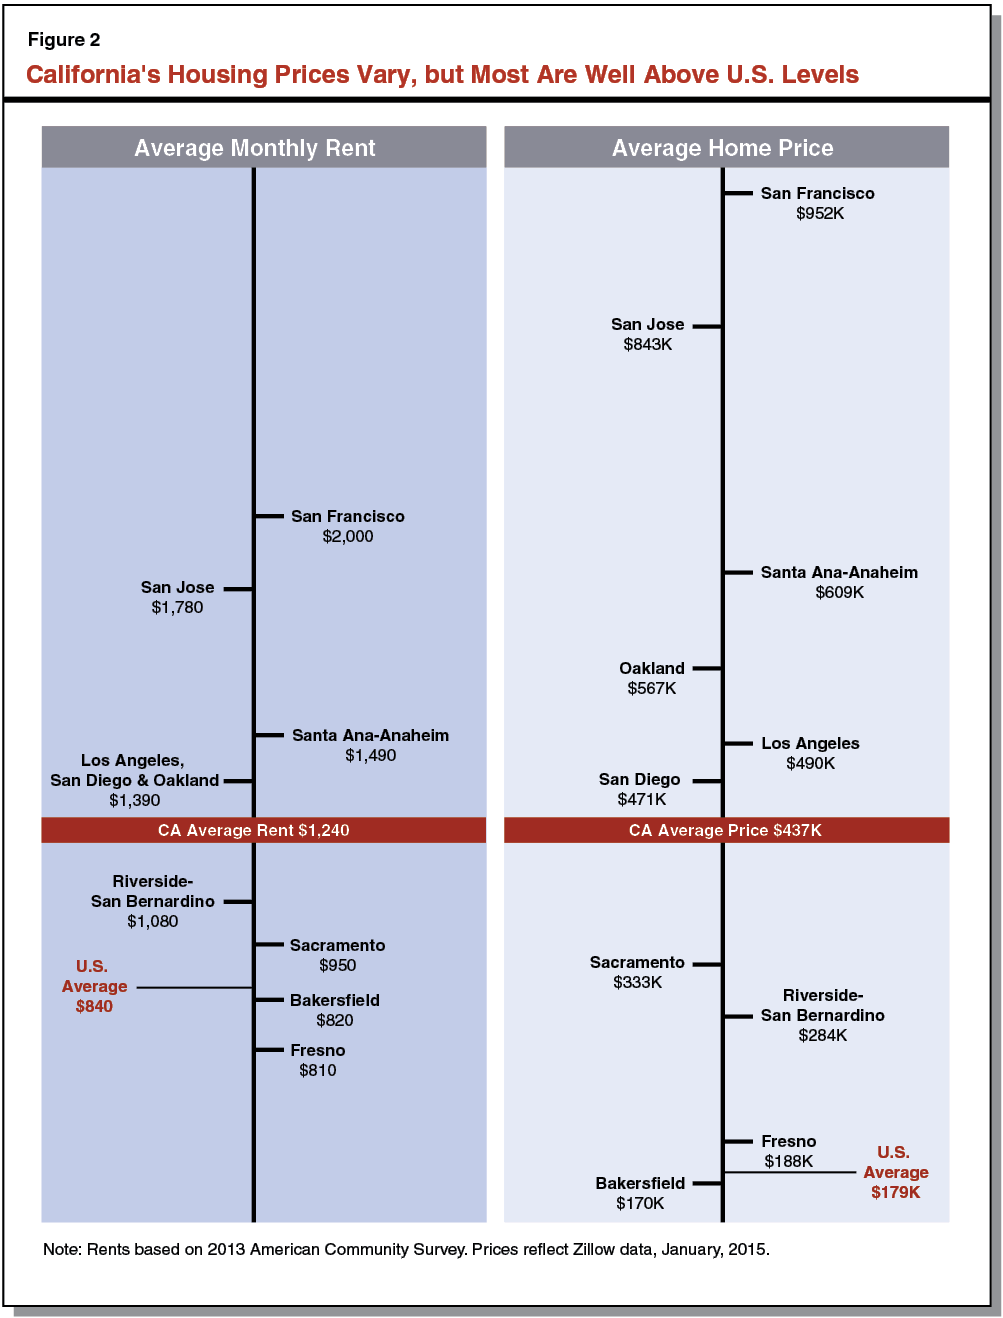 Figure 2
California's Housing Prices Vary, but Most Are Well Above U.S. Levels
Average Monthly Rent
San Francisco
$2,000
San Jose
$1,780
Santa Ana-Anaheim
$1,490
Los Angeles,
San Diego & Oakland
$1,390
CA Average Rent $1,240
Riverside-
San Bernardino
$1,080
Sacramento
$950
U.S.
Average
$840
Bakersfield
$820
Fresno
$810
Average Home Price
San Francisco
$952K
San Jose
$843K
Santa Ana-Anaheim
$609K
Oakland
$567K
Los Angeles
$490K
San Diego
$471K
CA Average Price $437K
Sacramento
$333K
Riverside-
San Bernardino
$284K
Fresno
$188K
U.S.
Average
$179K
Bakersfield
$170K
Note: Rents based on 2013 American Community Survey. Prices reflect Zillow data, January, 2015.